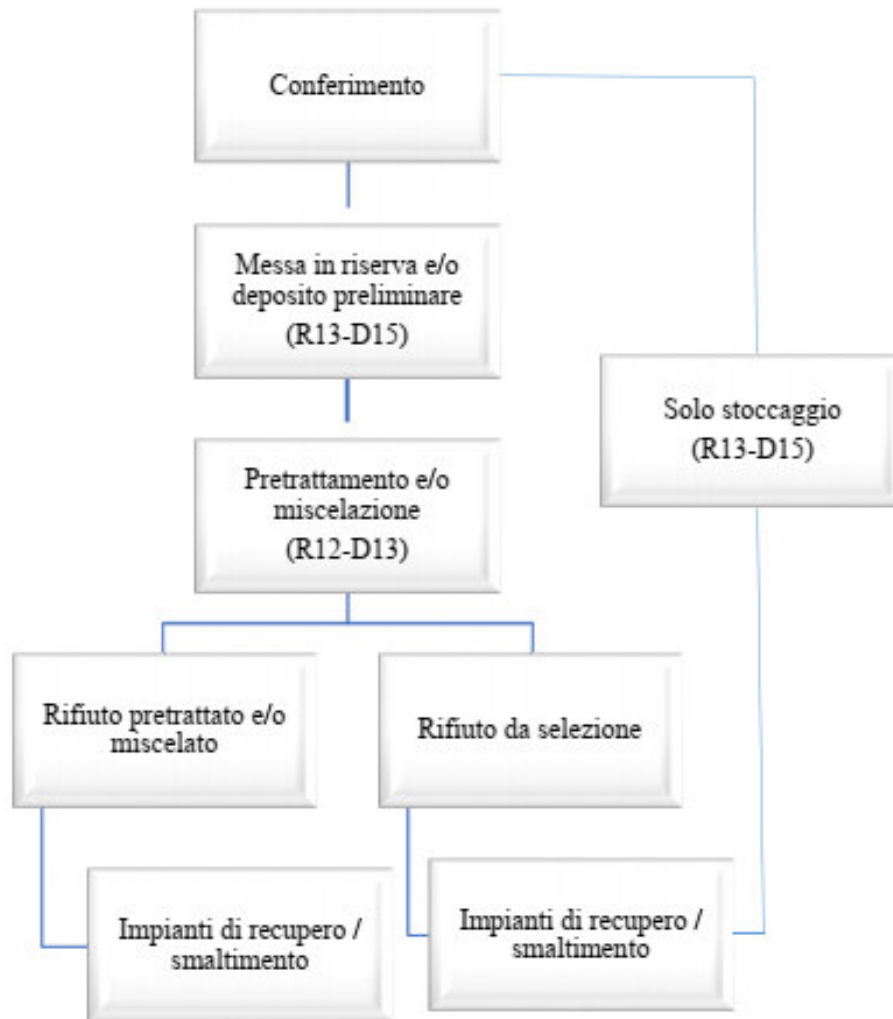 Conferimento
Messa in riserva e/o
deposito preliminare
(R13-D15)
Solo stoccaggio
(R13-D15)
Pretrattamento e/o
miscelazione
(R12-D13)
Rifiuto pretrattato e/o
miscelato
Rifiuto da selezione
Impianti di recupero /
smaltimento
Impianti di recupero /
smaltimento